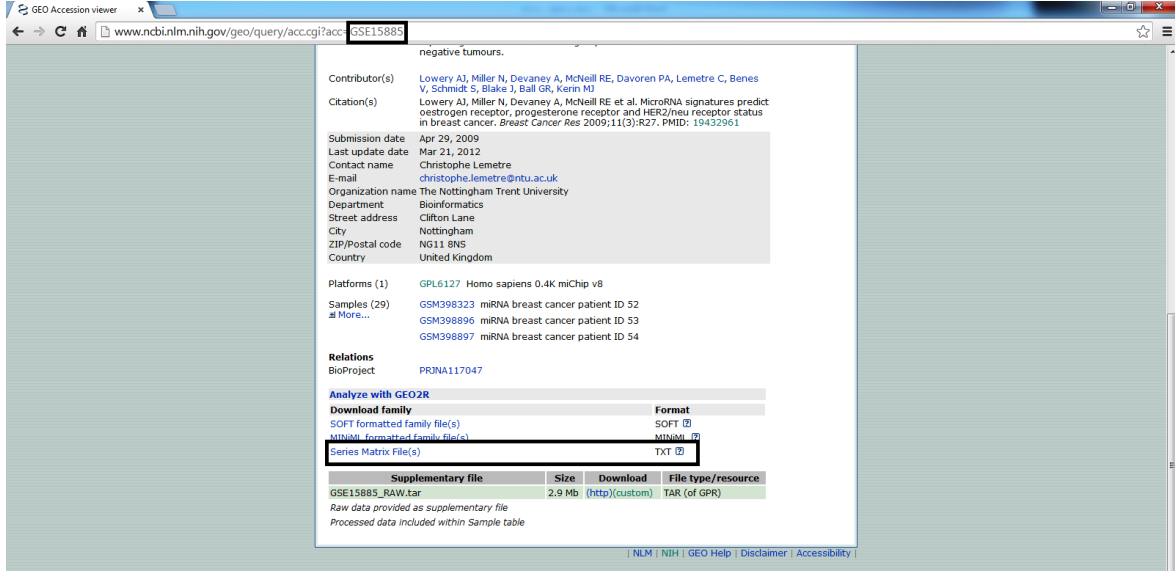 GEO Accession viewer
www.ncbi.nlm.nih.gov/geo/query/acc.cgi?acc=GSE15885
negative tumours.
Contributor(s) Lowery AJ, Miller N, Devaney A, McNeill RE, Davoren PA, Lemetre C, Benes
V, Schmidt S, Blake J, Ball GR, Kerin MJ
Citation(s) Lowery AJ, Miller N, Devaney A, McNeill RE et al. MicroRNA signatures predict
oestrogen receptor, progesterone receptor and HER2/neu receptor status
in breast cancer. Breast Cancer Res 2009;11(3):R27. PMID: 19432961
Submission date Apr 29, 2009
Last update date Mar 21, 2012
Contact name Christophe Lemetre
E-mail christophe.lemetre@ntu.ac.uk
Organization name The Nottingham Trent University
Department Bioinformatics
Street address Clifton Lane
City Nottingham
ZIP/Postal code NG11 8NS
Country United Kingdom
Platforms (1) GPL6127 Homo sapiens 0.4K miChip v8
Samples (29) GSM398323 miRNA breast cancer patient ID 52
More... GSM398896 miRNA breast cancer patient ID 53
GSM398897 miRNA breast cancer patient ID 54
Relations
BioProject PRJNA117047
Analyze with GEO2R
Download family Format
SOFT formatted family file(s) SOFT ?
MINiML formatted family file(s) MINiML ?
Series Matrix File(s) TXT ?
Supplementary file Size Download File type/resource
GSE15885_RAW.tar 2.9 Mb (http)(custom) TAR (of GPR)
Raw data provided as supplementary file
Processed data included within Sample table
| NLM | NIH | GEO Help | Disclaimer | Accessibility |